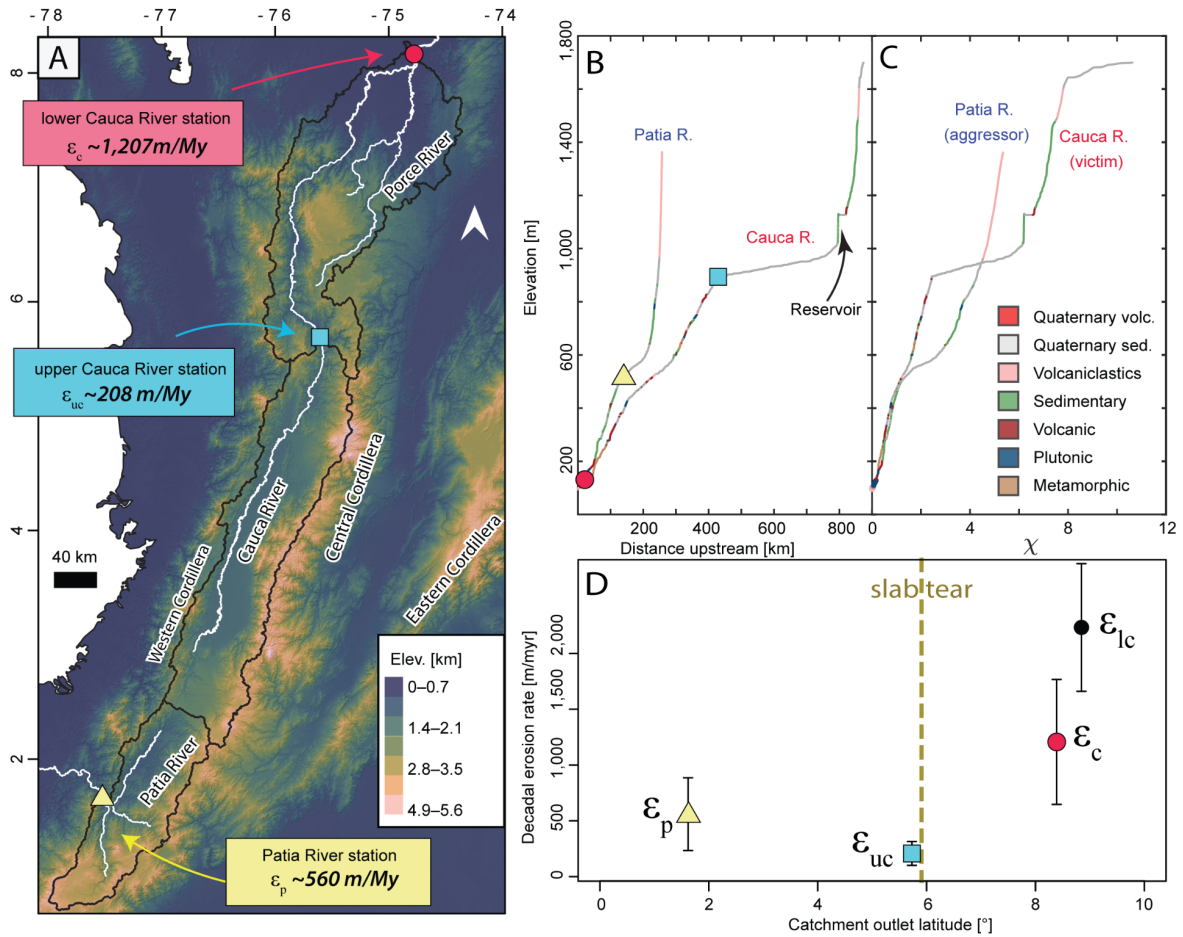 -78 -77 -76 -75 -74
A
8
6
4
2
lower Cauca River station
εc ~1,207m/My
Porce River
upper Cauca River station
εuc~208 m/My
Western Cordillera
Cauca River
Central Cordillera
Eastern Cordillera
40 km
Patia River
Elev. [km]
0–0.7
1.4–2.1
2.8–3.5
4.9–5.6
Patia River station
εp ~560 m/My
B
1,800
1,400
1,000
600
200
Elevation [m]
Patia R.
Cauca R.
Reservoir
0 200 400 600 800
Distance upstream [km]
C
Patia R.
(aggressor)
Cauca R.
(victim)
Quaternary volc.
Quaternary sed.
Volcaniclastics
Sedimentary
Volcanic
Plutonic
Metamorphic
0 4 8 12
χ
D
slab tear
Decadal erosion rate [m/myr]
2,000
1,500
1,000
500
0
εp
εuc
εc
εlc
0 2 4 6 8 10
Catchment outlet latitude [°]